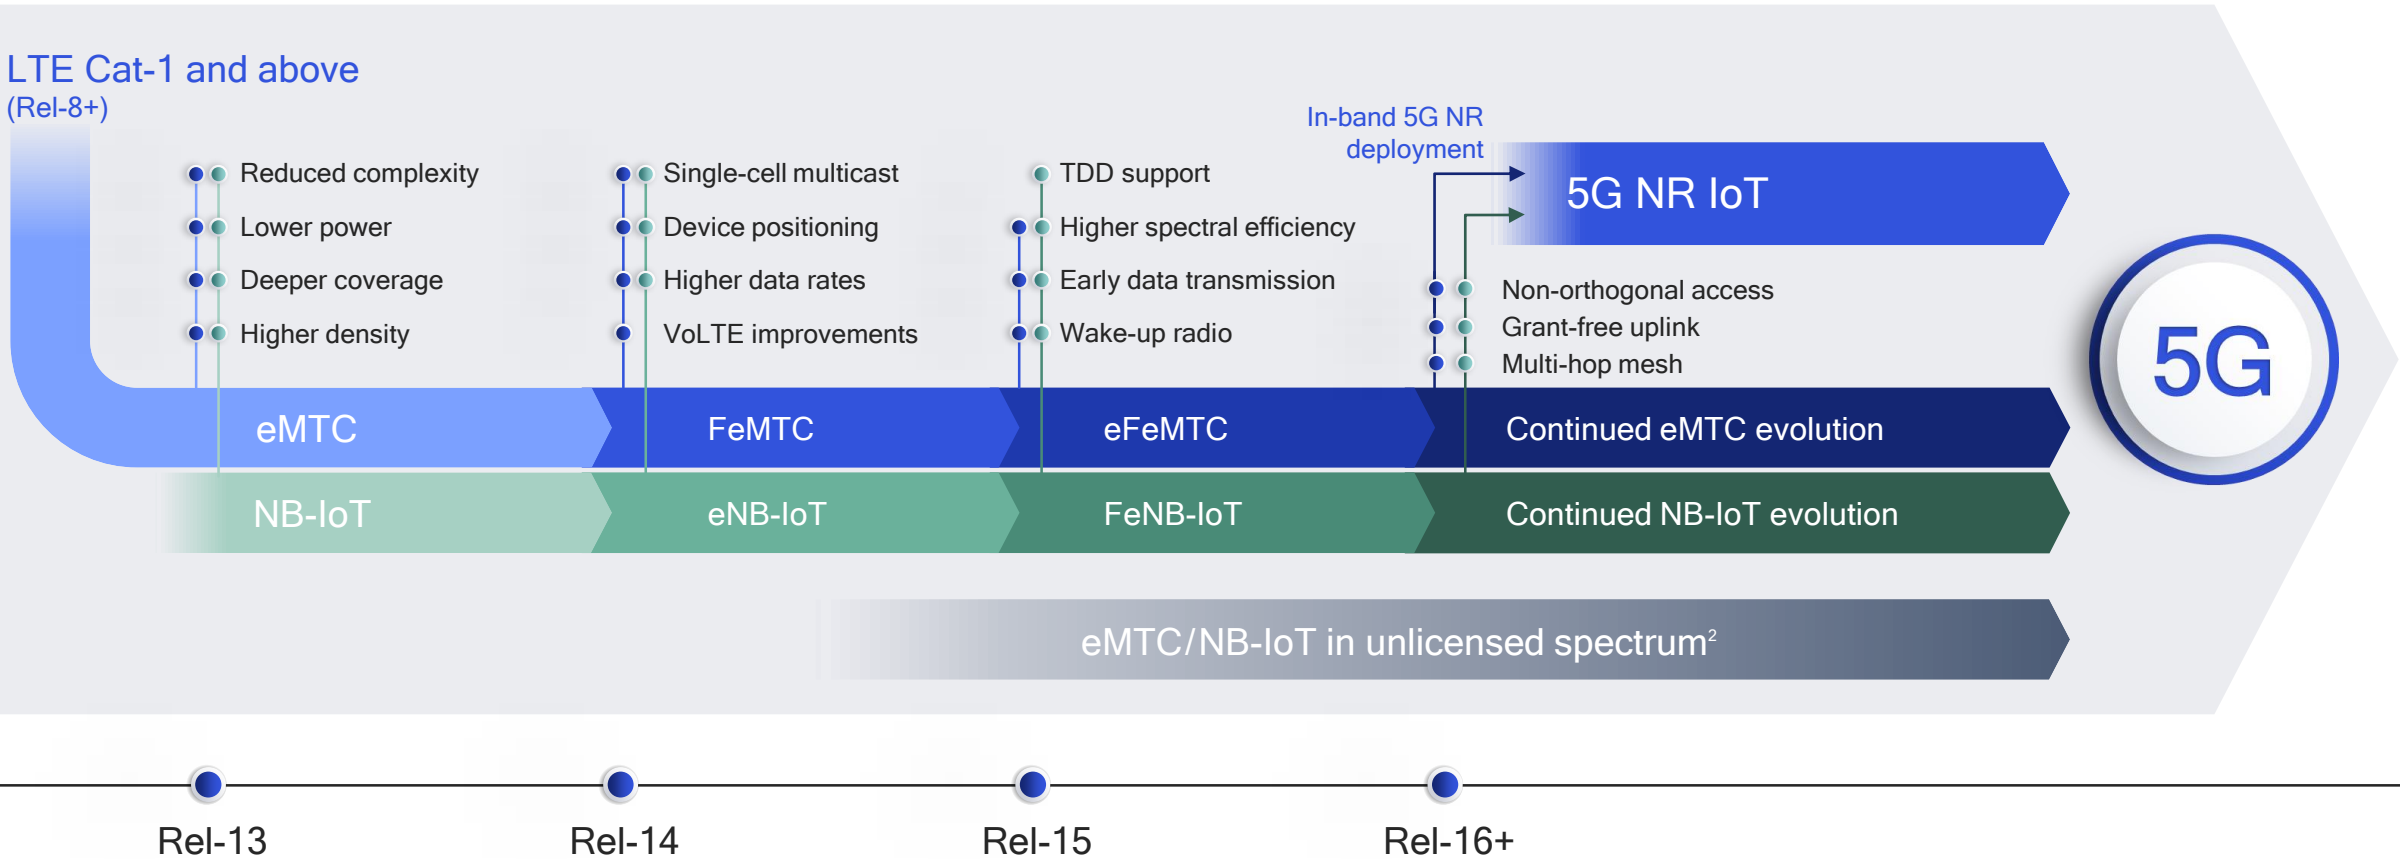 LTE Cat-1 and above
(Rel-8+)
Reduced complexity
Lower power
Deeper coverage
Higher density
Single-cell multicast
Device positioning
Higher data rates
VoLTE improvements
TDD support
Higher spectral efficiency
Early data transmission
Wake-up radio
In-band 5G NR
deployment
5G NR IoT
Non-orthogonal access
Grant-free uplink
Multi-hop mesh
eMTC
FeMTC
eFeMTC
Continued eMTC evolution
NB-IoT
eNB-IoT
FeNB-IoT
Continued NB-IoT evolution
5G
eMTC/NB-IoT in unlicensed spectrum²
Rel-13
Rel-14
Rel-15
Rel-16+